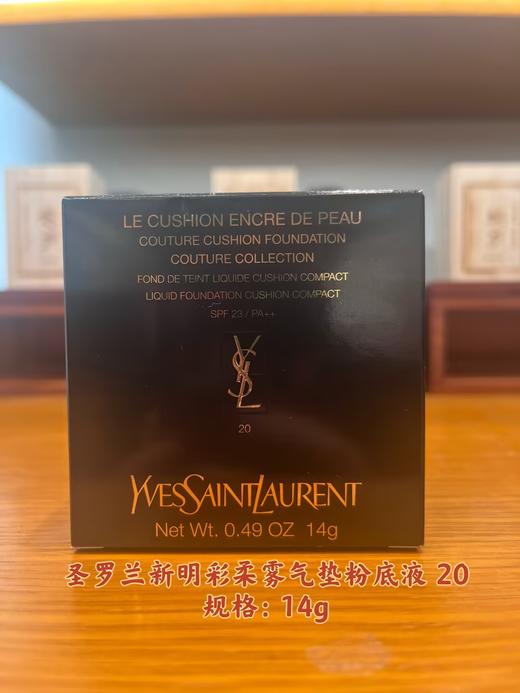 LE CUSHION ENCRE DE PEAU
COUTURE CUSHION FOUNDATION
COUTURE COLLECTION
FOND DE TEINT LIQUIDE CUSHION COMPACT
LIQUID FOUNDATION CUSHION COMPACT
SPF 23 / PA++
YSL
20
YVESSAINTLAURENT
Net Wt. 0.49 OZ 14g
圣罗兰新明彩柔雾气垫粉底液 20
规格：14g